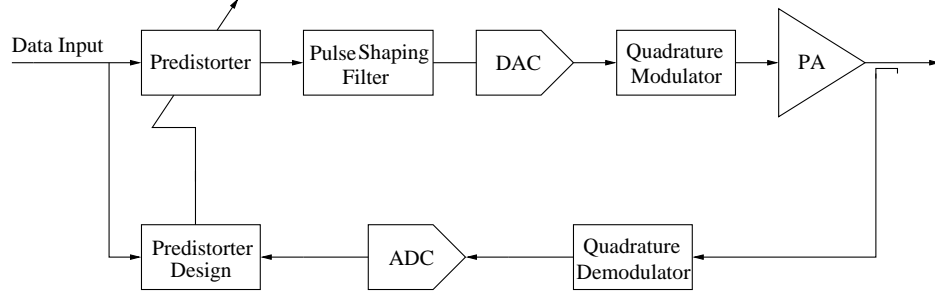 Data Input
Predistorter
Pulse Shaping
Filter
DAC
Quadrature
Modulator
PA
Predistorter
Design
ADC
Quadrature
Demodulator